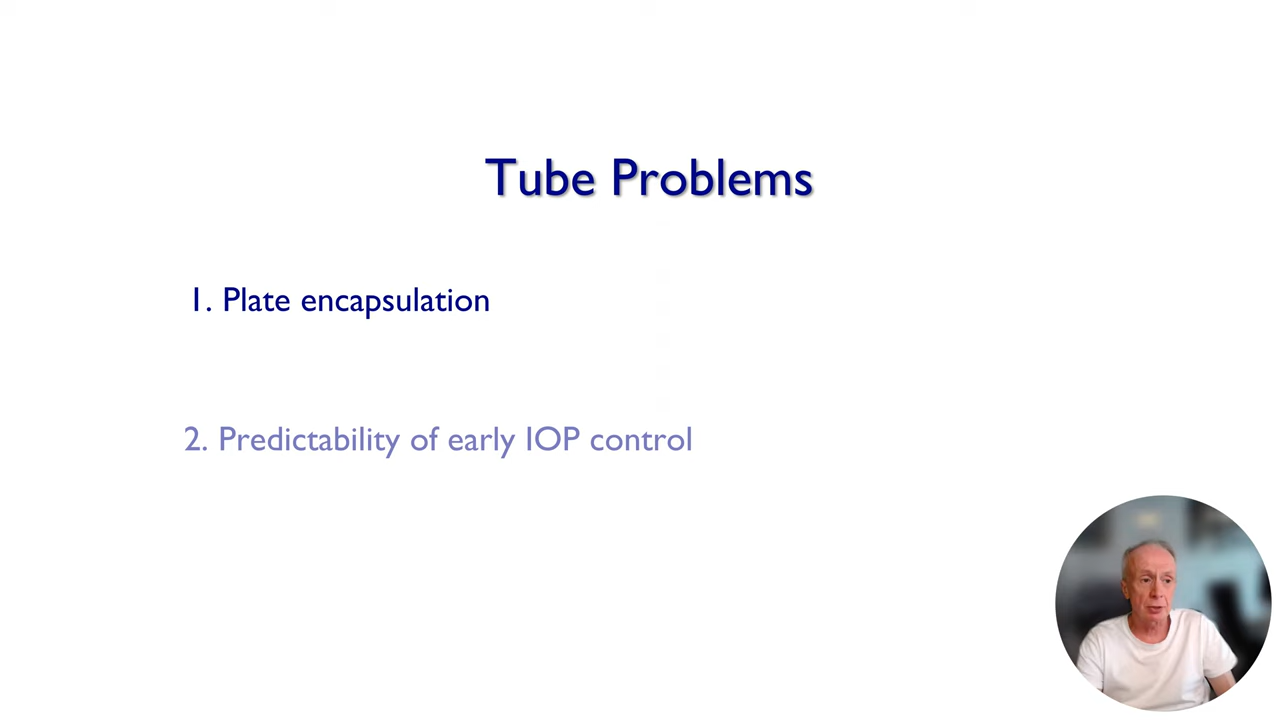 Tube Problems
1. Plate encapsulation
2. Predictability of early IOP control